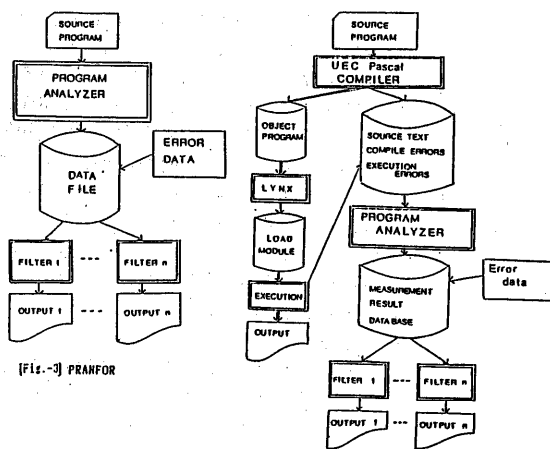 SOURCE
PROGRAM
PROGRAM
ANALYZER
DATA
FILE
ERROR
DATA
FILTER 1
---
FILTER n
OUTPUT 1
---
OUTPUT n
[Fig.-3] PRANFOR
SOURCE
PROGRAM
UEC Pascal
COMPILER
OBJECT
PROGRAM
SOURCE TEXT
COMPILE ERRORS
EXECUTION
ERRORS
LYNX
LOAD
MODULE
EXECUTION
OUTPUT
PROGRAM
ANALYZER
MEASUREMENT
RESULT
DATABASE
Error
data
FILTER 1
---
FILTER n
OUTPUT 1
---
OUTPUT n